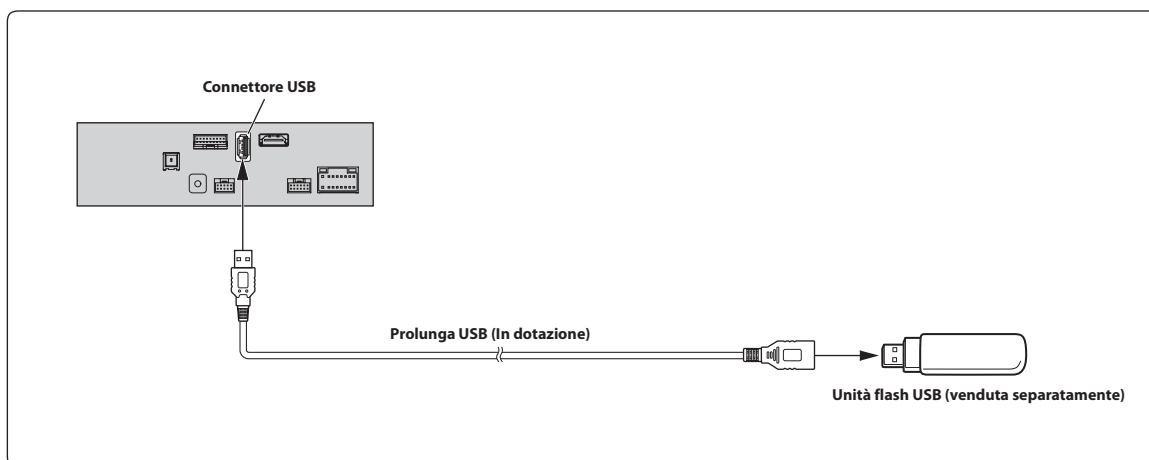 Connettore USB
Prolunga USB (In dotazione)
Unità flash USB (venduta separatamente)